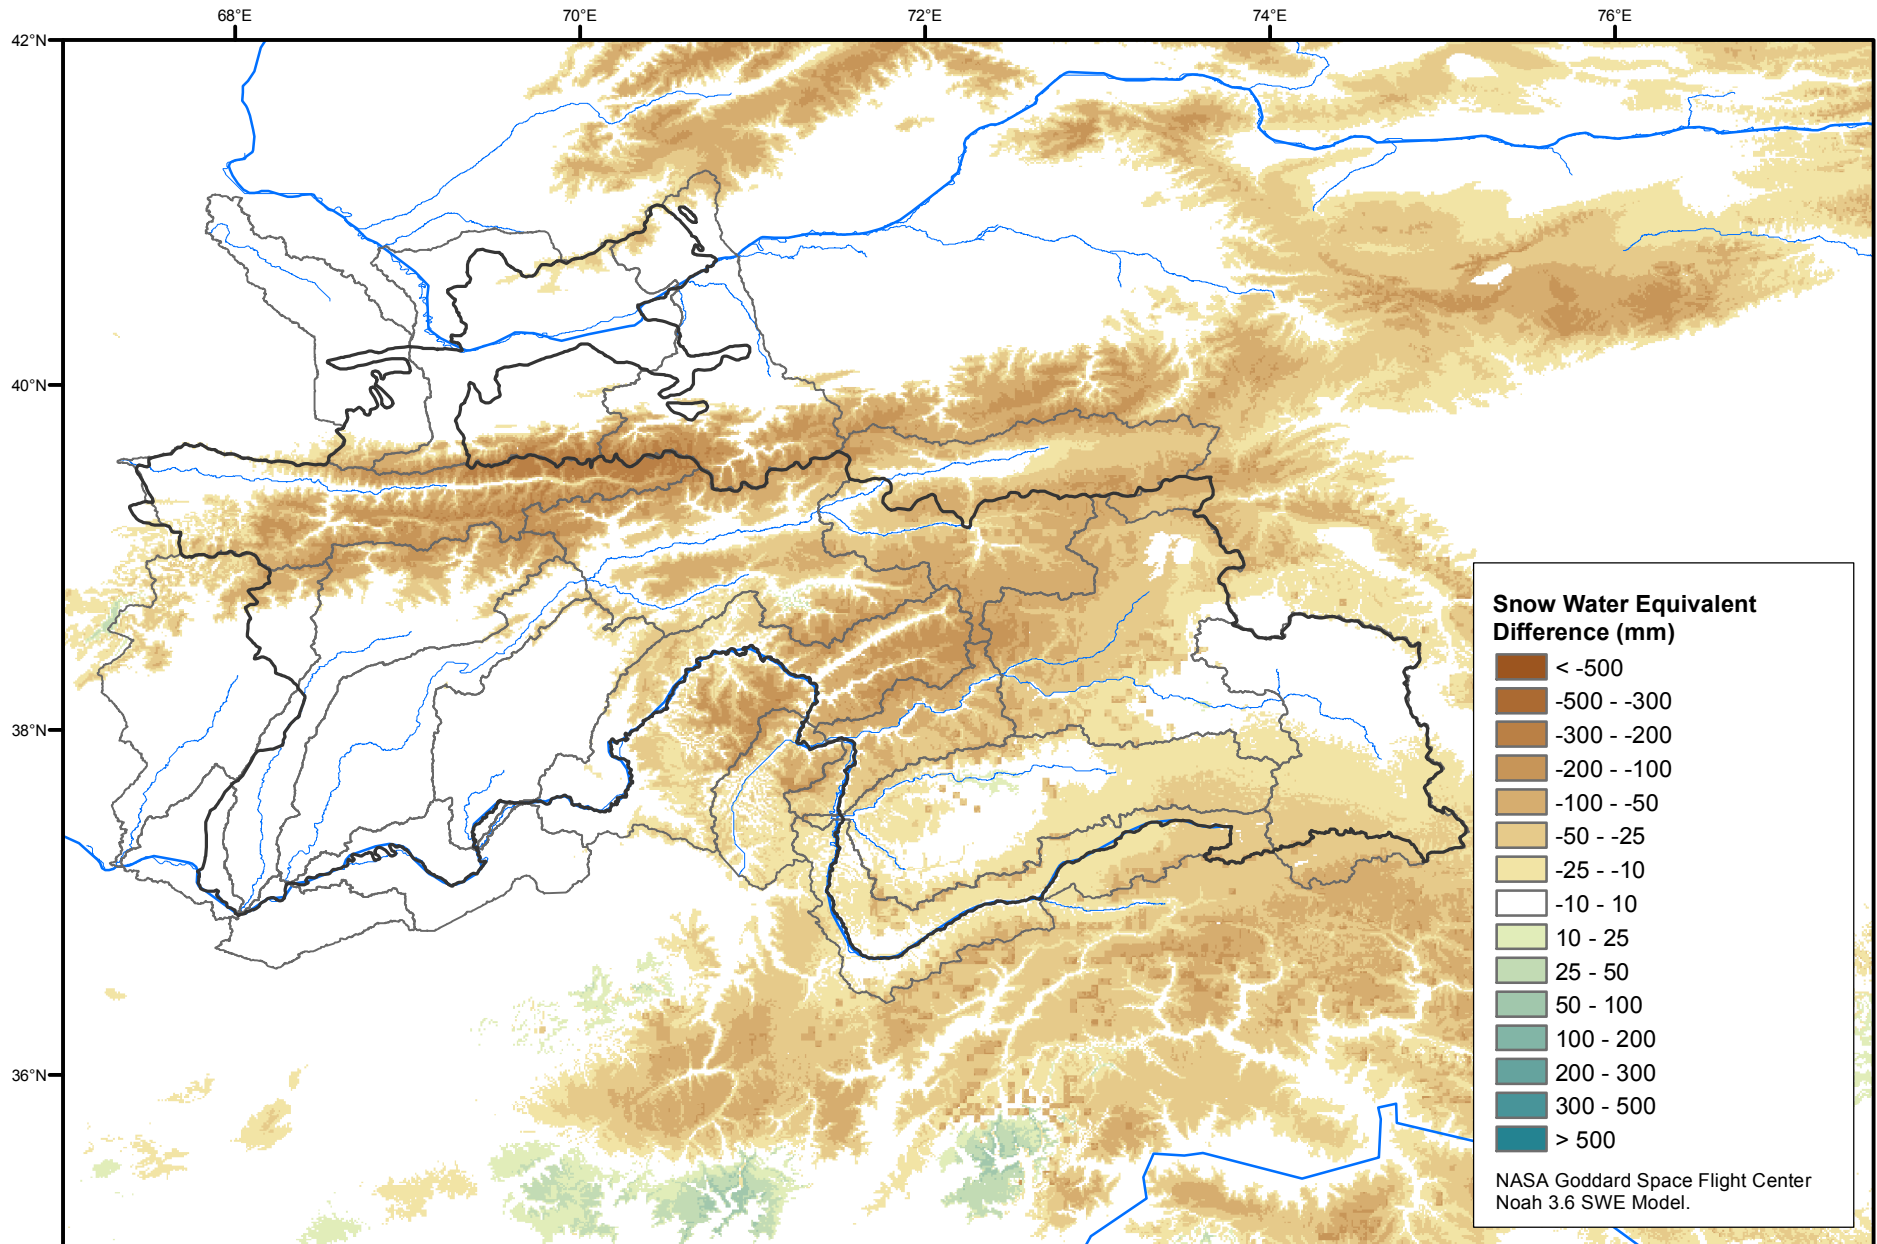 68°E
70°E
72°E
74°E
76°E
42°N
40°N
38°N
36°N
Snow Water Equivalent
Difference (mm)
< -500
-500 - -300
-300 - -200
-200 - -100
-100 - -50
-50 - -25
-25 - -10
-10 - 10
10 - 25
25 - 50
50 - 100
100 - 200
200 - 300
300 - 500
> 500
NASA Goddard Space Flight Center
Noah 3.6 SWE Model.